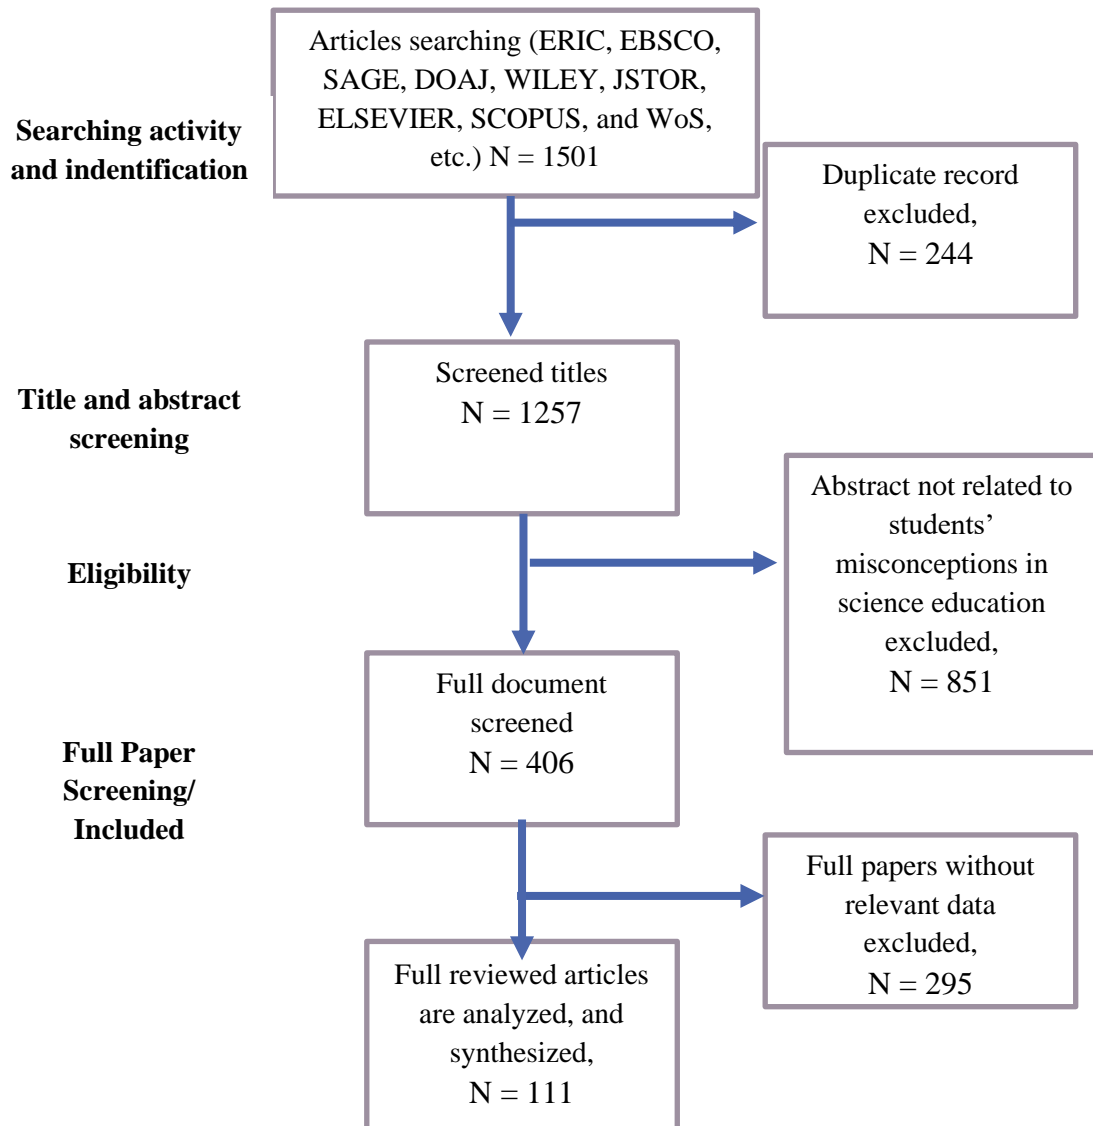 Articles searching (ERIC, EBSCO,
SAGE, DOAJ, WILEY, JSTOR,
ELSEVIER, SCOPUS, and WoS,
etc.) N = 1501
Searching activity
and indentification
Duplicate record
excluded,
N = 244
Screened titles
N = 1257
Title and abstract
screening
Abstract not related to
students’
misconceptions in
science education
excluded,
N = 851
Eligibility
Full document
screened
N = 406
Full Paper
Screening/
Included
Full papers without
relevant data
excluded,
N = 295
Full reviewed articles
are analyzed, and
synthesized,
N = 111